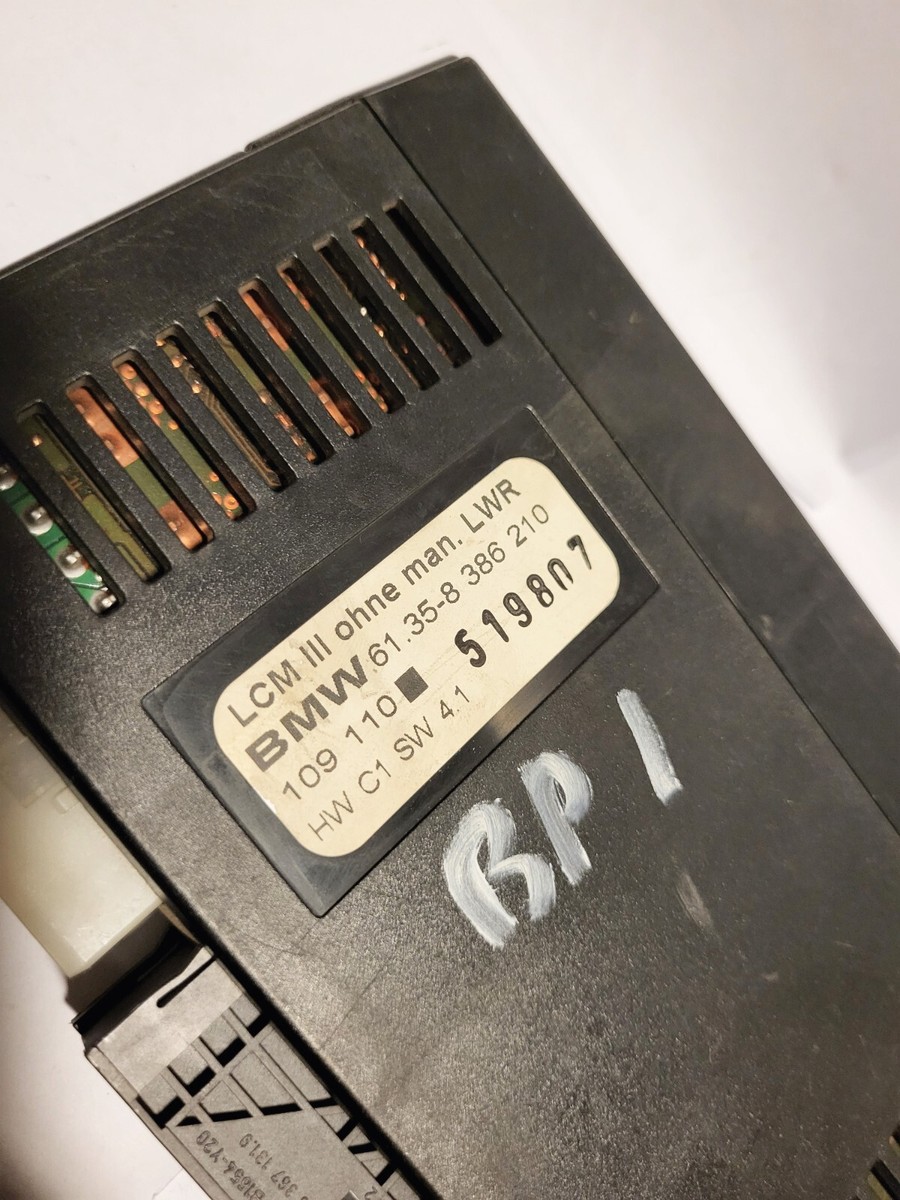 LCM III ohne man. LWR
BMW 61.35-8 386 210
109 110 ■ 519807
HW C1 SW 4.1
BP 1